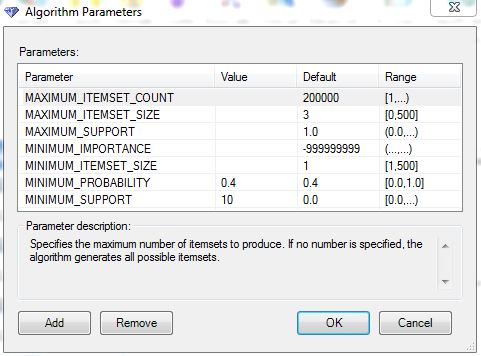 Algorithm Parameters
Parameters:
Parameter Value Default Range
MAXIMUM_ITEMSET_COUNT 200000 [1,...)
MAXIMUM_ITEMSET_SIZE 3 [0,500]
MAXIMUM_SUPPORT 1.0 (0.0,...)
MINIMUM_IMPORTANCE -999999999 (...,...)
MINIMUM_ITEMSET_SIZE 1 [1,500]
MINIMUM_PROBABILITY 0.4 0.4 [0.0,1.0]
MINIMUM_SUPPORT 10 0.0 [0.0,...)
Parameter description:
Specifies the maximum number of itemsets to produce. If no number is specified, the
algorithm generates all possible itemsets.
Add Remove OK Cancel